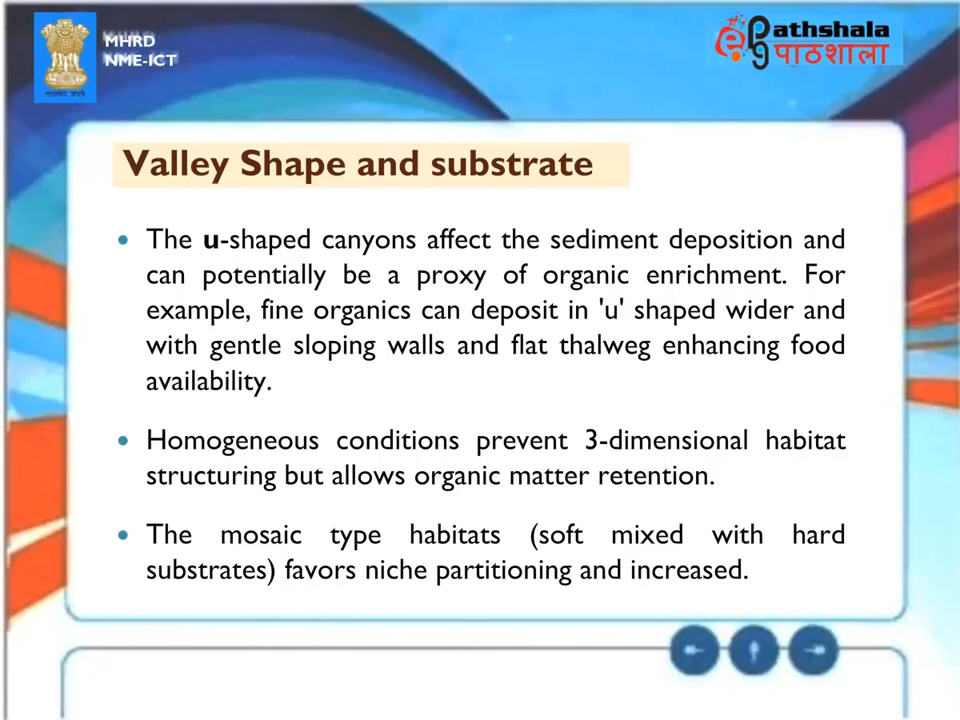 MHRD
NME-ICT
ePG athshala
पाठशाला
Valley Shape and substrate
• The u-shaped canyons affect the sediment deposition and
can potentially be a proxy of organic enrichment. For
example, fine organics can deposit in 'u' shaped wider and
with gentle sloping walls and flat thalweg enhancing food
availability.
• Homogeneous conditions prevent 3-dimensional habitat
structuring but allows organic matter retention.
• The mosaic type habitats (soft mixed with hard
substrates) favors niche partitioning and increased.